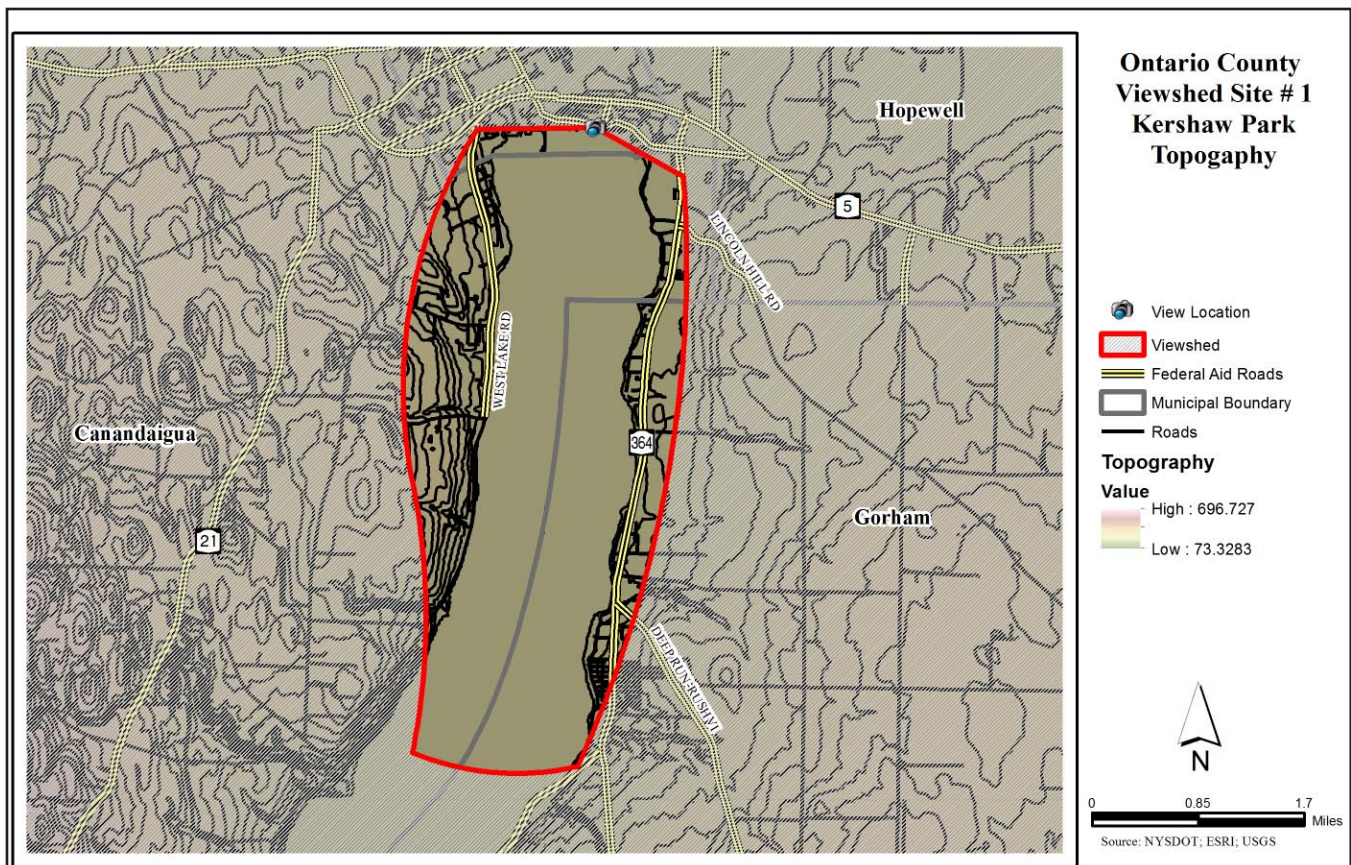 Ontario County
Viewshed Site # 1
Kershaw Park
Topogaphy
Hopewell
5
LINCOLN HILL RD
WEST LAKE RD
Canandaigua
364
Gorham
21
DEEP RUN-RUSHVI
View Location
Viewshed
Federal Aid Roads
Municipal Boundary
Roads
Topography
Value
High : 696.727
Low : 73.3283
N
0 0.85 1.7
Miles
Source: NYSDOT; ESRI; USGS